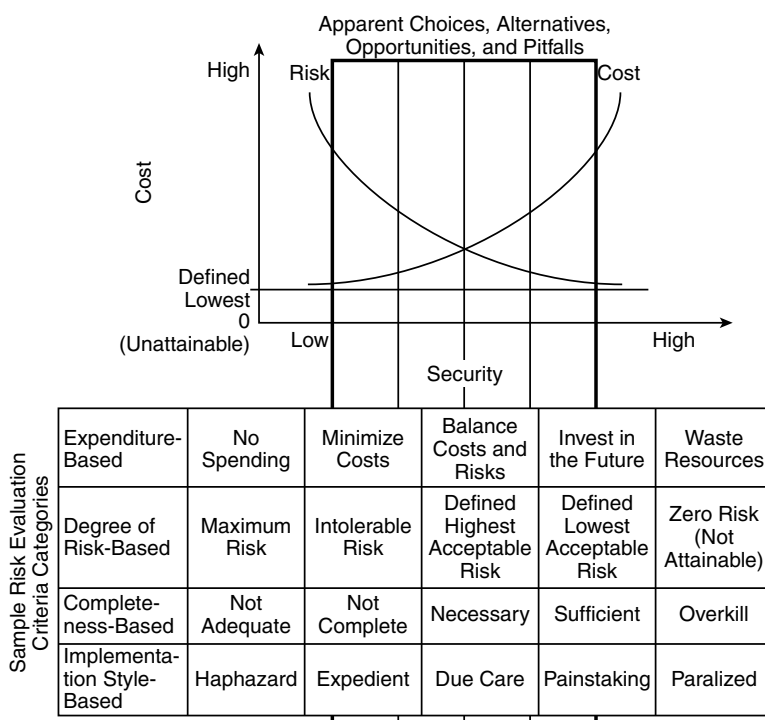 Apparent Choices, Alternatives,
Opportunities, and Pitfalls
High
Risk
Cost
Cost
Defined
Lowest
0
(Unattainable)
Low
High
Security
Sample Risk Evaluation
Criteria Categories
Expenditure-
Based
No
Spending
Minimize
Costs
Balance
Costs and
Risks
Invest in
the Future
Waste
Resources
Degree of
Risk-Based
Maximum
Risk
Intolerable
Risk
Defined
Highest
Acceptable
Risk
Defined
Lowest
Acceptable
Risk
Zero Risk
(Not
Attainable)
Complete-
ness-Based
Not
Adequate
Not
Complete
Necessary
Sufficient
Overkill
Implementa-
tion Style-
Based
Haphazard
Expedient
Due Care
Painstaking
Paralized